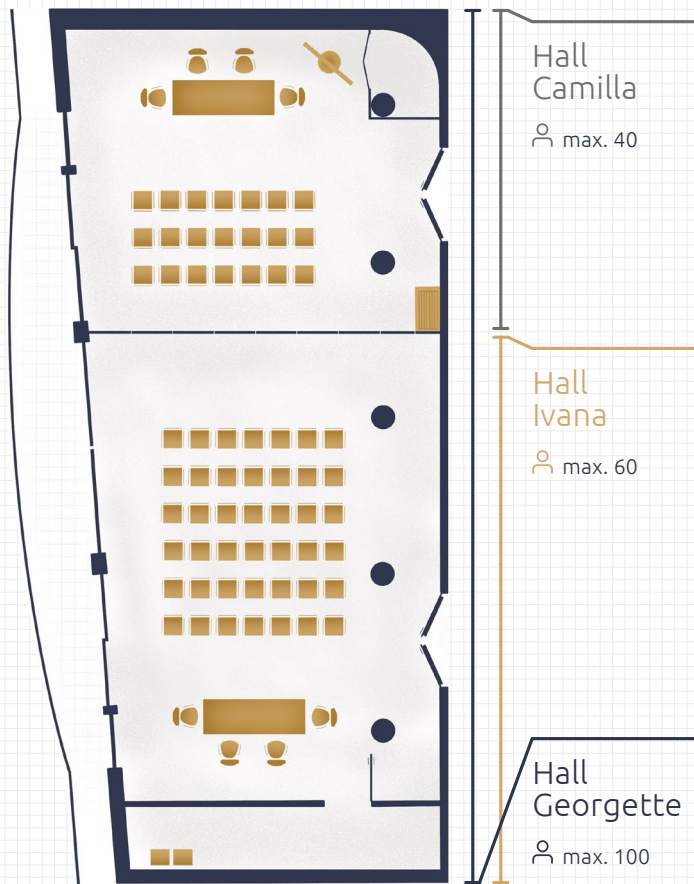 Hall
Camilla
max. 40
Hall
Ivana
max. 60
Hall
Georgette
max. 100